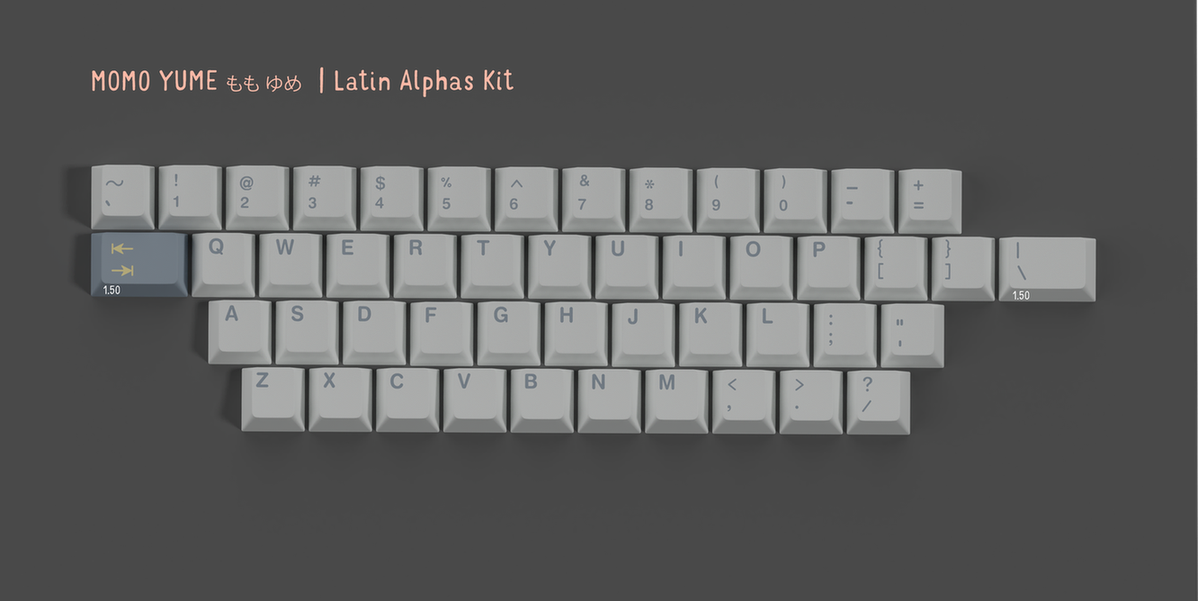 MOMO YUME もも ゆめ | Latin Alphas Kit
~ ! @ # $ % ^ & * ( ) _ +
` 1 2 3 4 5 6 7 8 9 0 - =
Q W E R T Y U I O P { } |
[ ] \
1.50 1.50
A S D F G H J K L : "
; '
Z X C V B N M < > ?
, . /